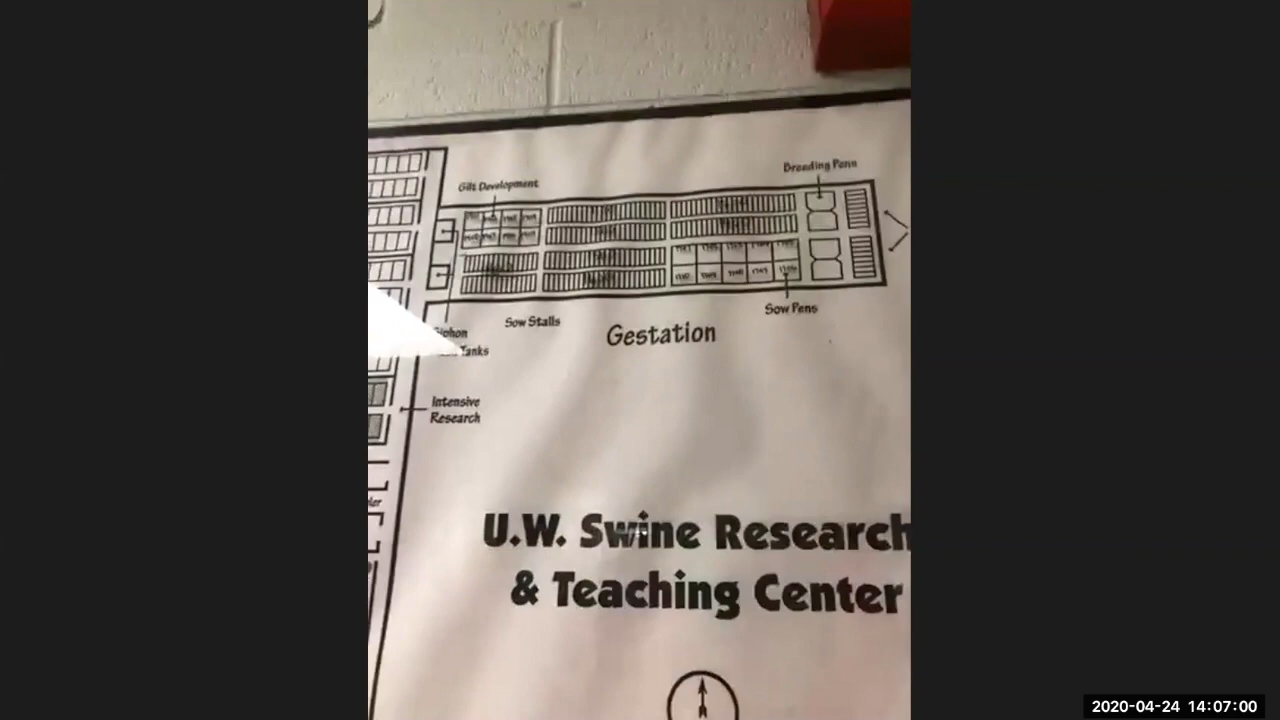 Breeding Pens
Gilt Development
Sow Pens
Sow Stalls
Gestation
Siphon
Tanks
Intensive
Research
U.W. Swine Research
& Teaching Center
2020-04-24 14:07:00